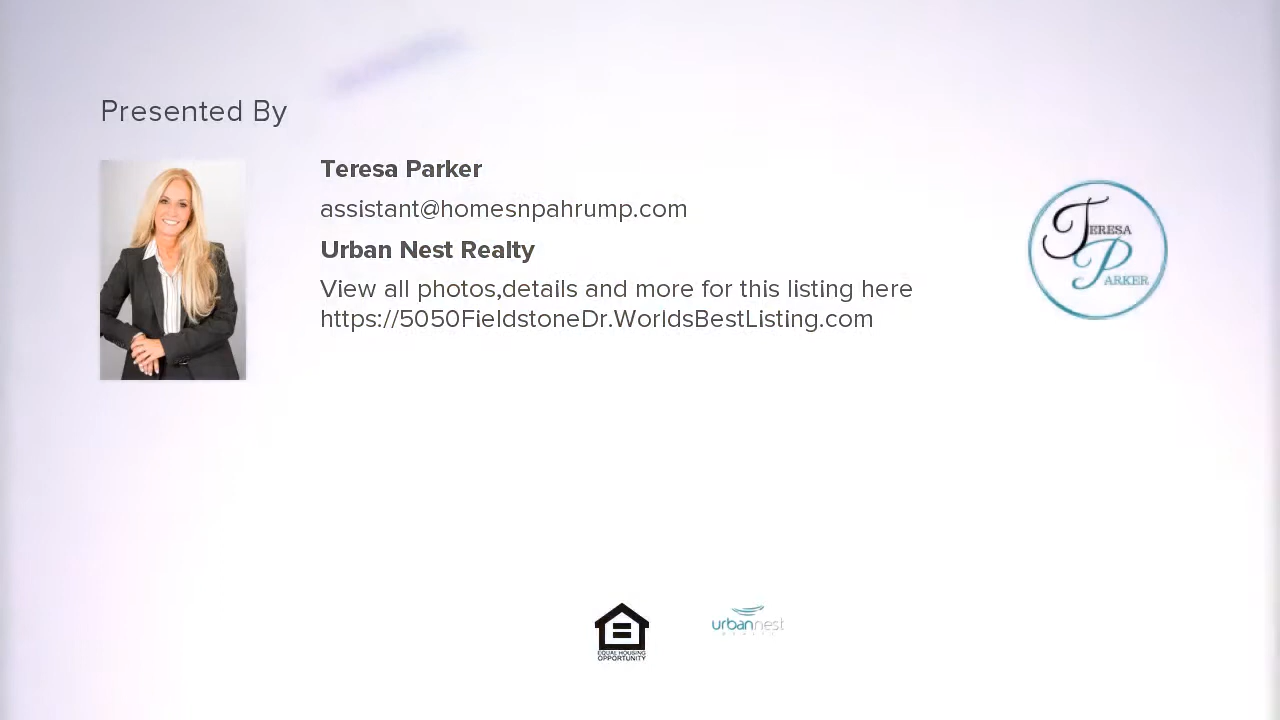 Presented By
Teresa Parker
assistant@homesnpahrump.com
Urban Nest Realty
View all photos,details and more for this listing here
https://5050FieldstoneDr.WorldsBestListing.com
TERESA
PARKER
EQUAL HOUSING
OPPORTUNITY
urbannest